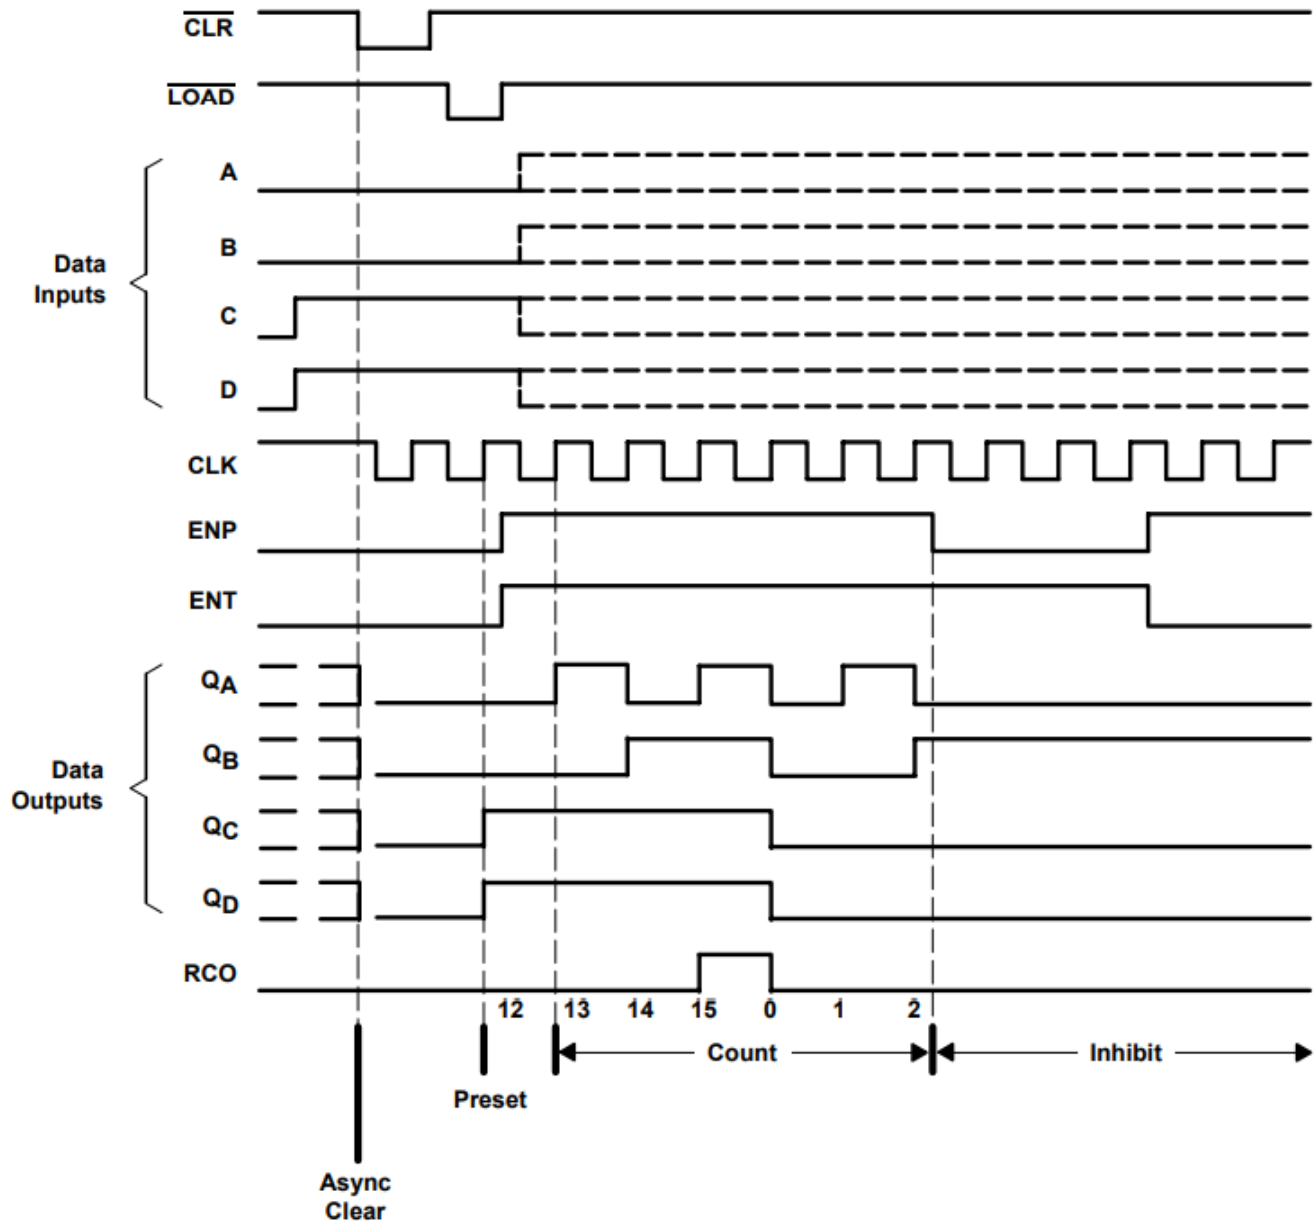 CLR
LOAD
A
B
Data
Inputs
C
D
CLK
ENP
ENT
QA
QB
Data
Outputs
QC
QD
RCO
12 13 14 15 0 1 2
Count Inhibit
Preset
Async
Clear